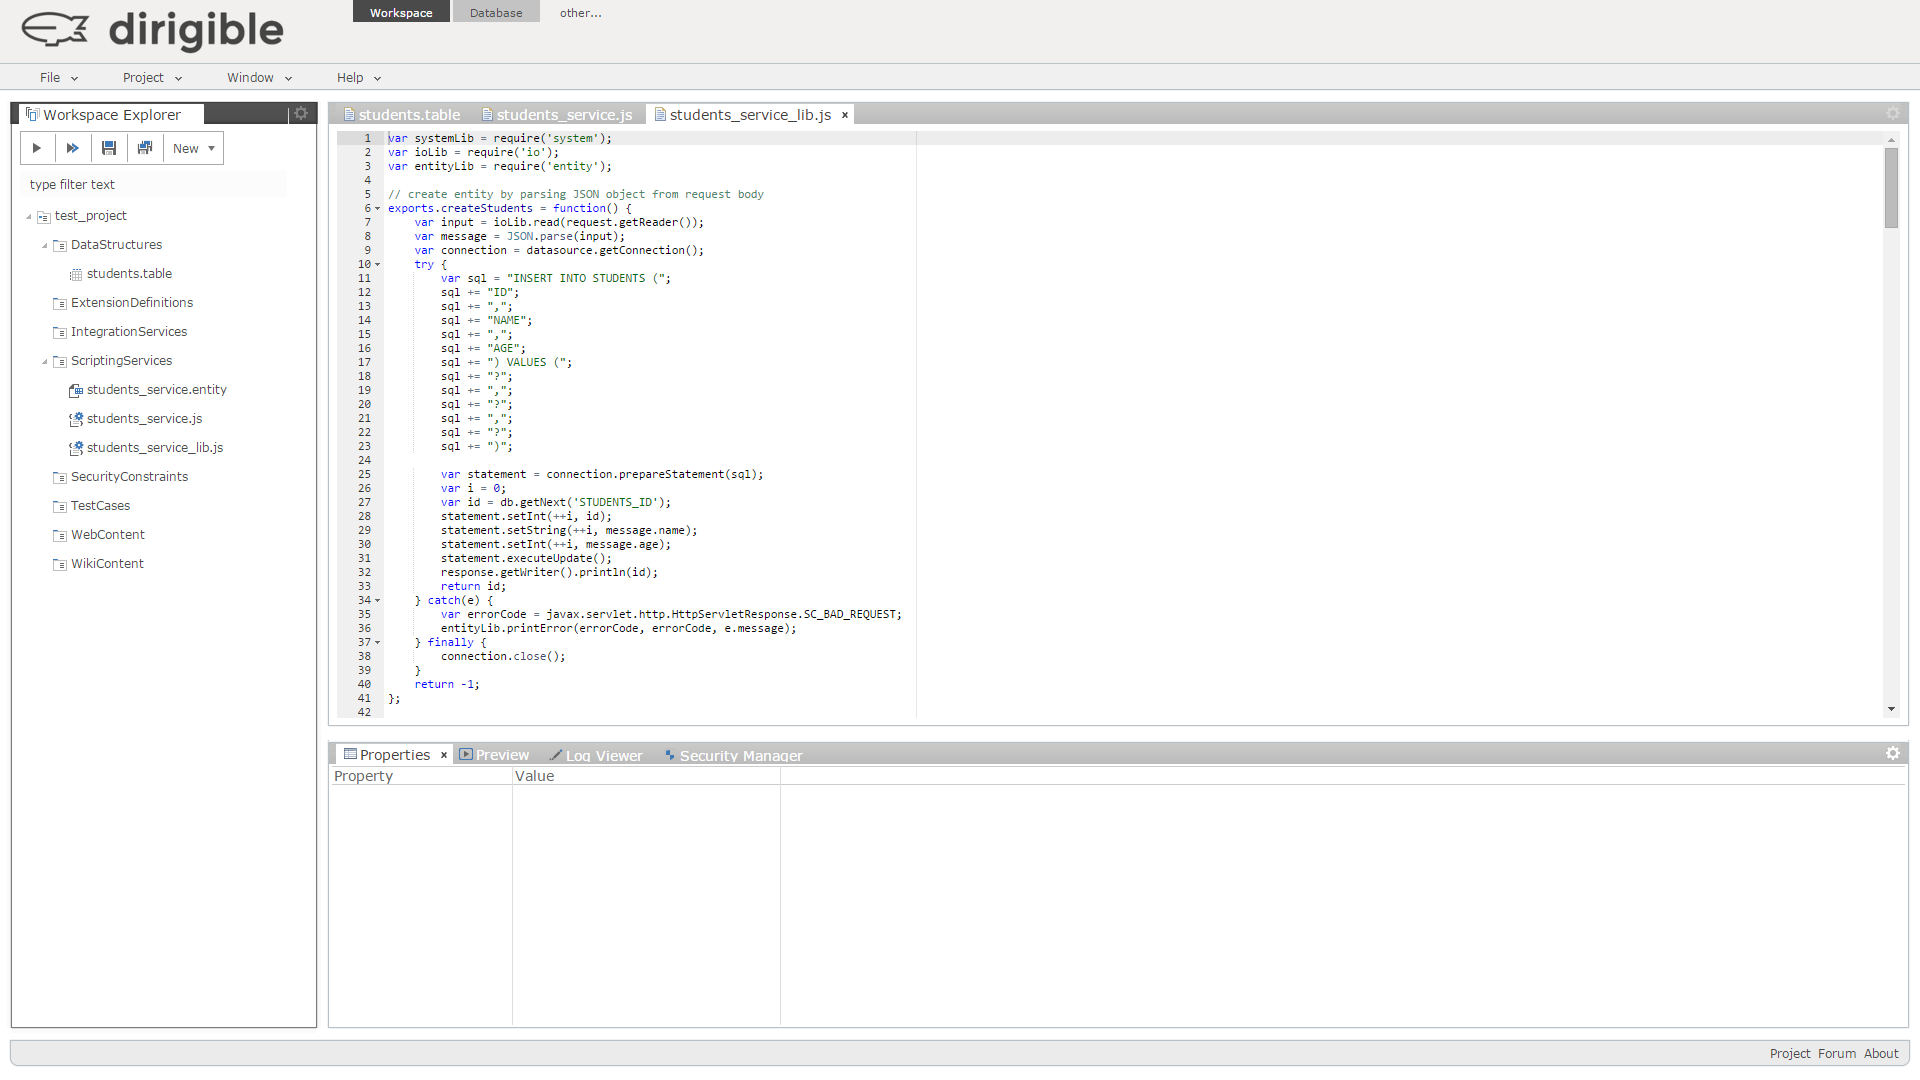 dirigible
Workspace
Database
other...
File
Project
Window
Help
Workspace Explorer
New
type filter text
test_project
DataStructures
students.table
ExtensionDefinitions
IntegrationServices
ScriptingServices
students_service.entity
students_service.js
students_service_lib.js
SecurityConstraints
TestCases
WebContent
WikiContent
students.table
students_service.js
students_service_lib.js
1 var systemLib = require('system');
2 var ioLib = require('io');
3 var entityLib = require('entity');
4
5 // create entity by parsing JSON object from request body
6 exports.createStudents = function() {
7 var input = ioLib.read(request.getReader());
8 var message = JSON.parse(input);
9 var connection = datasource.getConnection();
10 try {
11 var sql = "INSERT INTO STUDENTS (";
12 sql += "ID";
13 sql += ",";
14 sql += "NAME";
15 sql += ",";
16 sql += "AGE";
17 sql += ") VALUES (";
18 sql += "?";
19 sql += ",";
20 sql += "?";
21 sql += ",";
22 sql += "?";
23 sql += ")";
24
25 var statement = connection.prepareStatement(sql);
26 var i = 0;
27 var id = db.getNext('STUDENTS_ID');
28 statement.setInt(++i, id);
29 statement.setString(++i, message.name);
30 statement.setInt(++i, message.age);
31 statement.executeUpdate();
32 response.getWriter().println(id);
33 return id;
34 } catch(e) {
35 var errorCode = javax.servlet.http.HttpServletResponse.SC_BAD_REQUEST;
36 entityLib.printError(errorCode, errorCode, e.message);
37 } finally {
38 connection.close();
39 }
40 return -1;
41 };
42
Properties
Preview
Log Viewer
Security Manager
Property
Value
Project
Forum
About